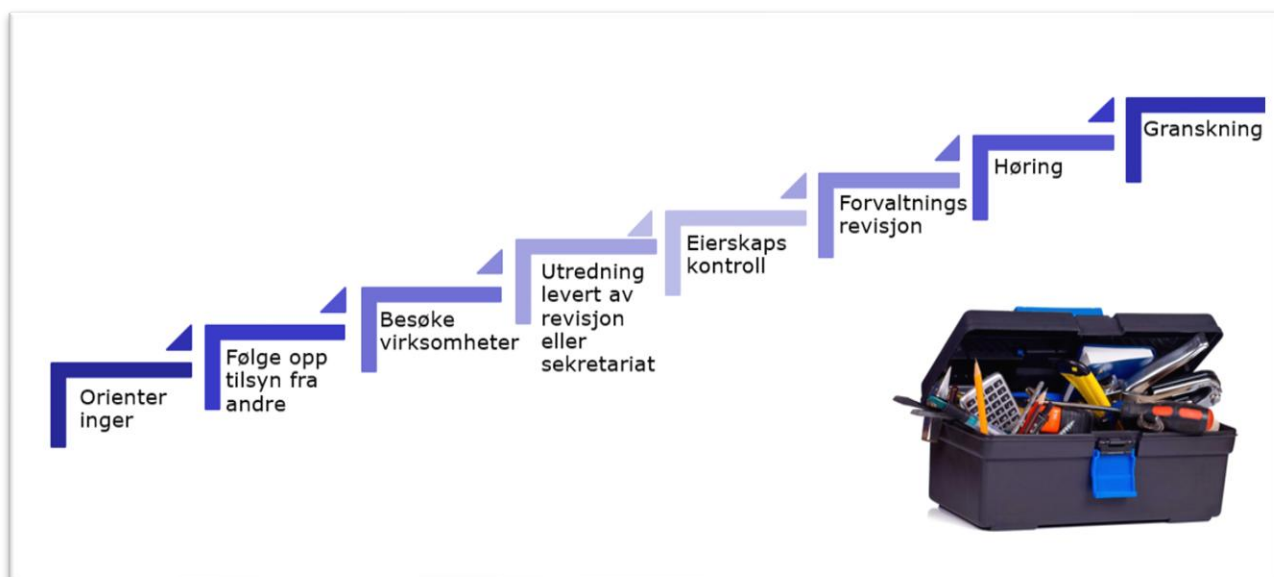 Orienter
inger
Følge opp
tilsyn fra
andre
Besøke
virksomheter
Utredning
levert av
revisjon
eller
sekretariat
Eierskaps
kontroll
Forvaltnings
revisjon
Høring
Granskning